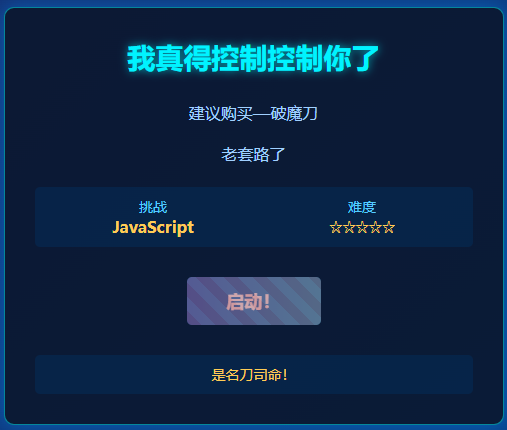 我真得控制控制你了
建议购买—破魔刀
老套路了
挑战
JavaScript
难度
☆☆☆☆☆
启动！
是名刀司命！